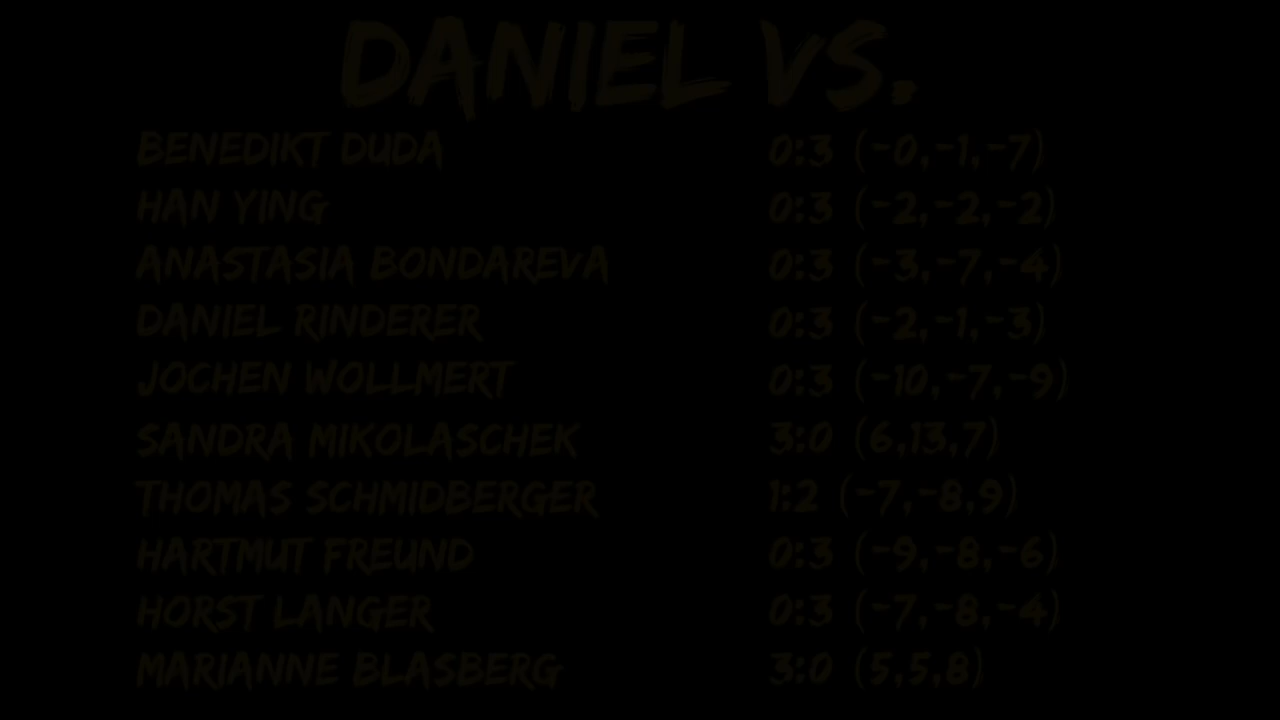 DANIEL VS.
BENEDIKT DUDA 0:3 (-0,-1,-7)
HAN YING 0:3 (-2,-2,-2)
ANASTASIA BONDAREVA 0:3 (-3,-7,-4)
DANIEL RINDERER 0:3 (-2,-1,-3)
JOCHEN WOLLMERT 0:3 (-10,-7,-9)
SANDRA MIKOLASCHEK 3:0 (6,13,7)
THOMAS SCHMIDBERGER 1:2 (-7,-8,9)
HARTMUT FREUND 0:3 (-9,-8,-6)
HORST LANGER 0:3 (-7,-8,-4)
MARIANNE BLASBERG 3:0 (5,5,8)